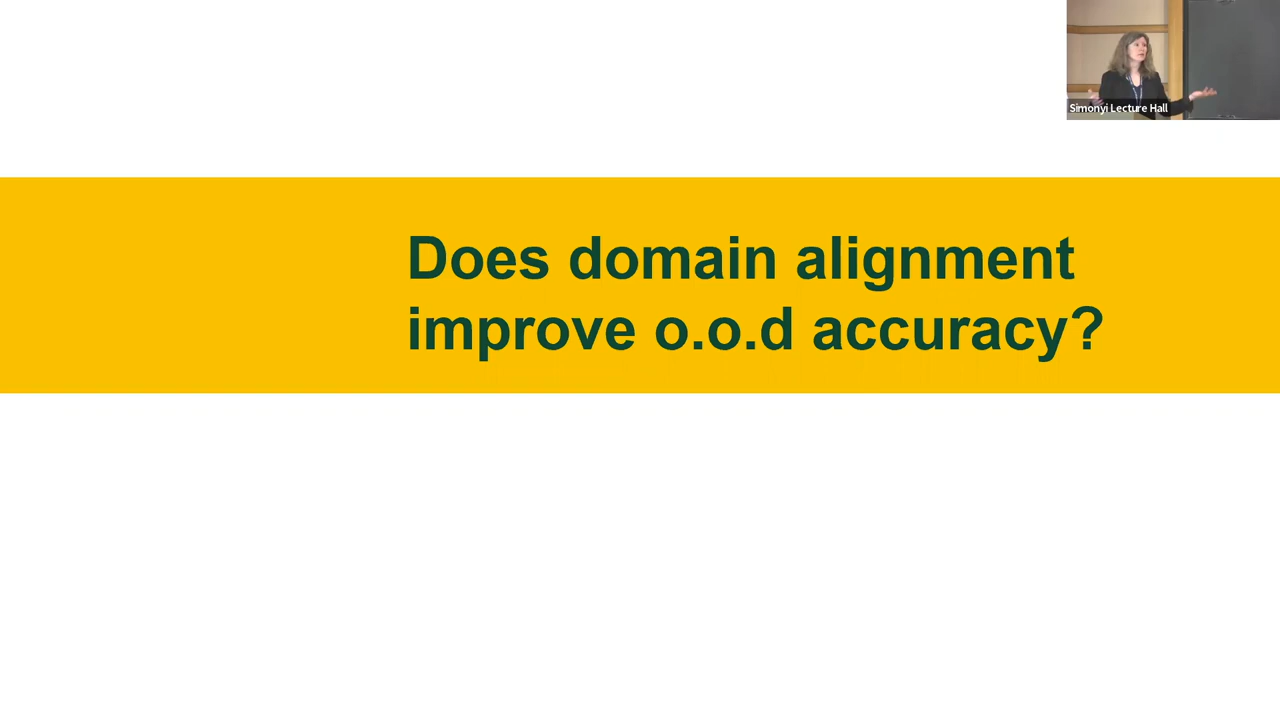 Simonyi Lecture Hall
Does domain alignment
improve o.o.d accuracy?